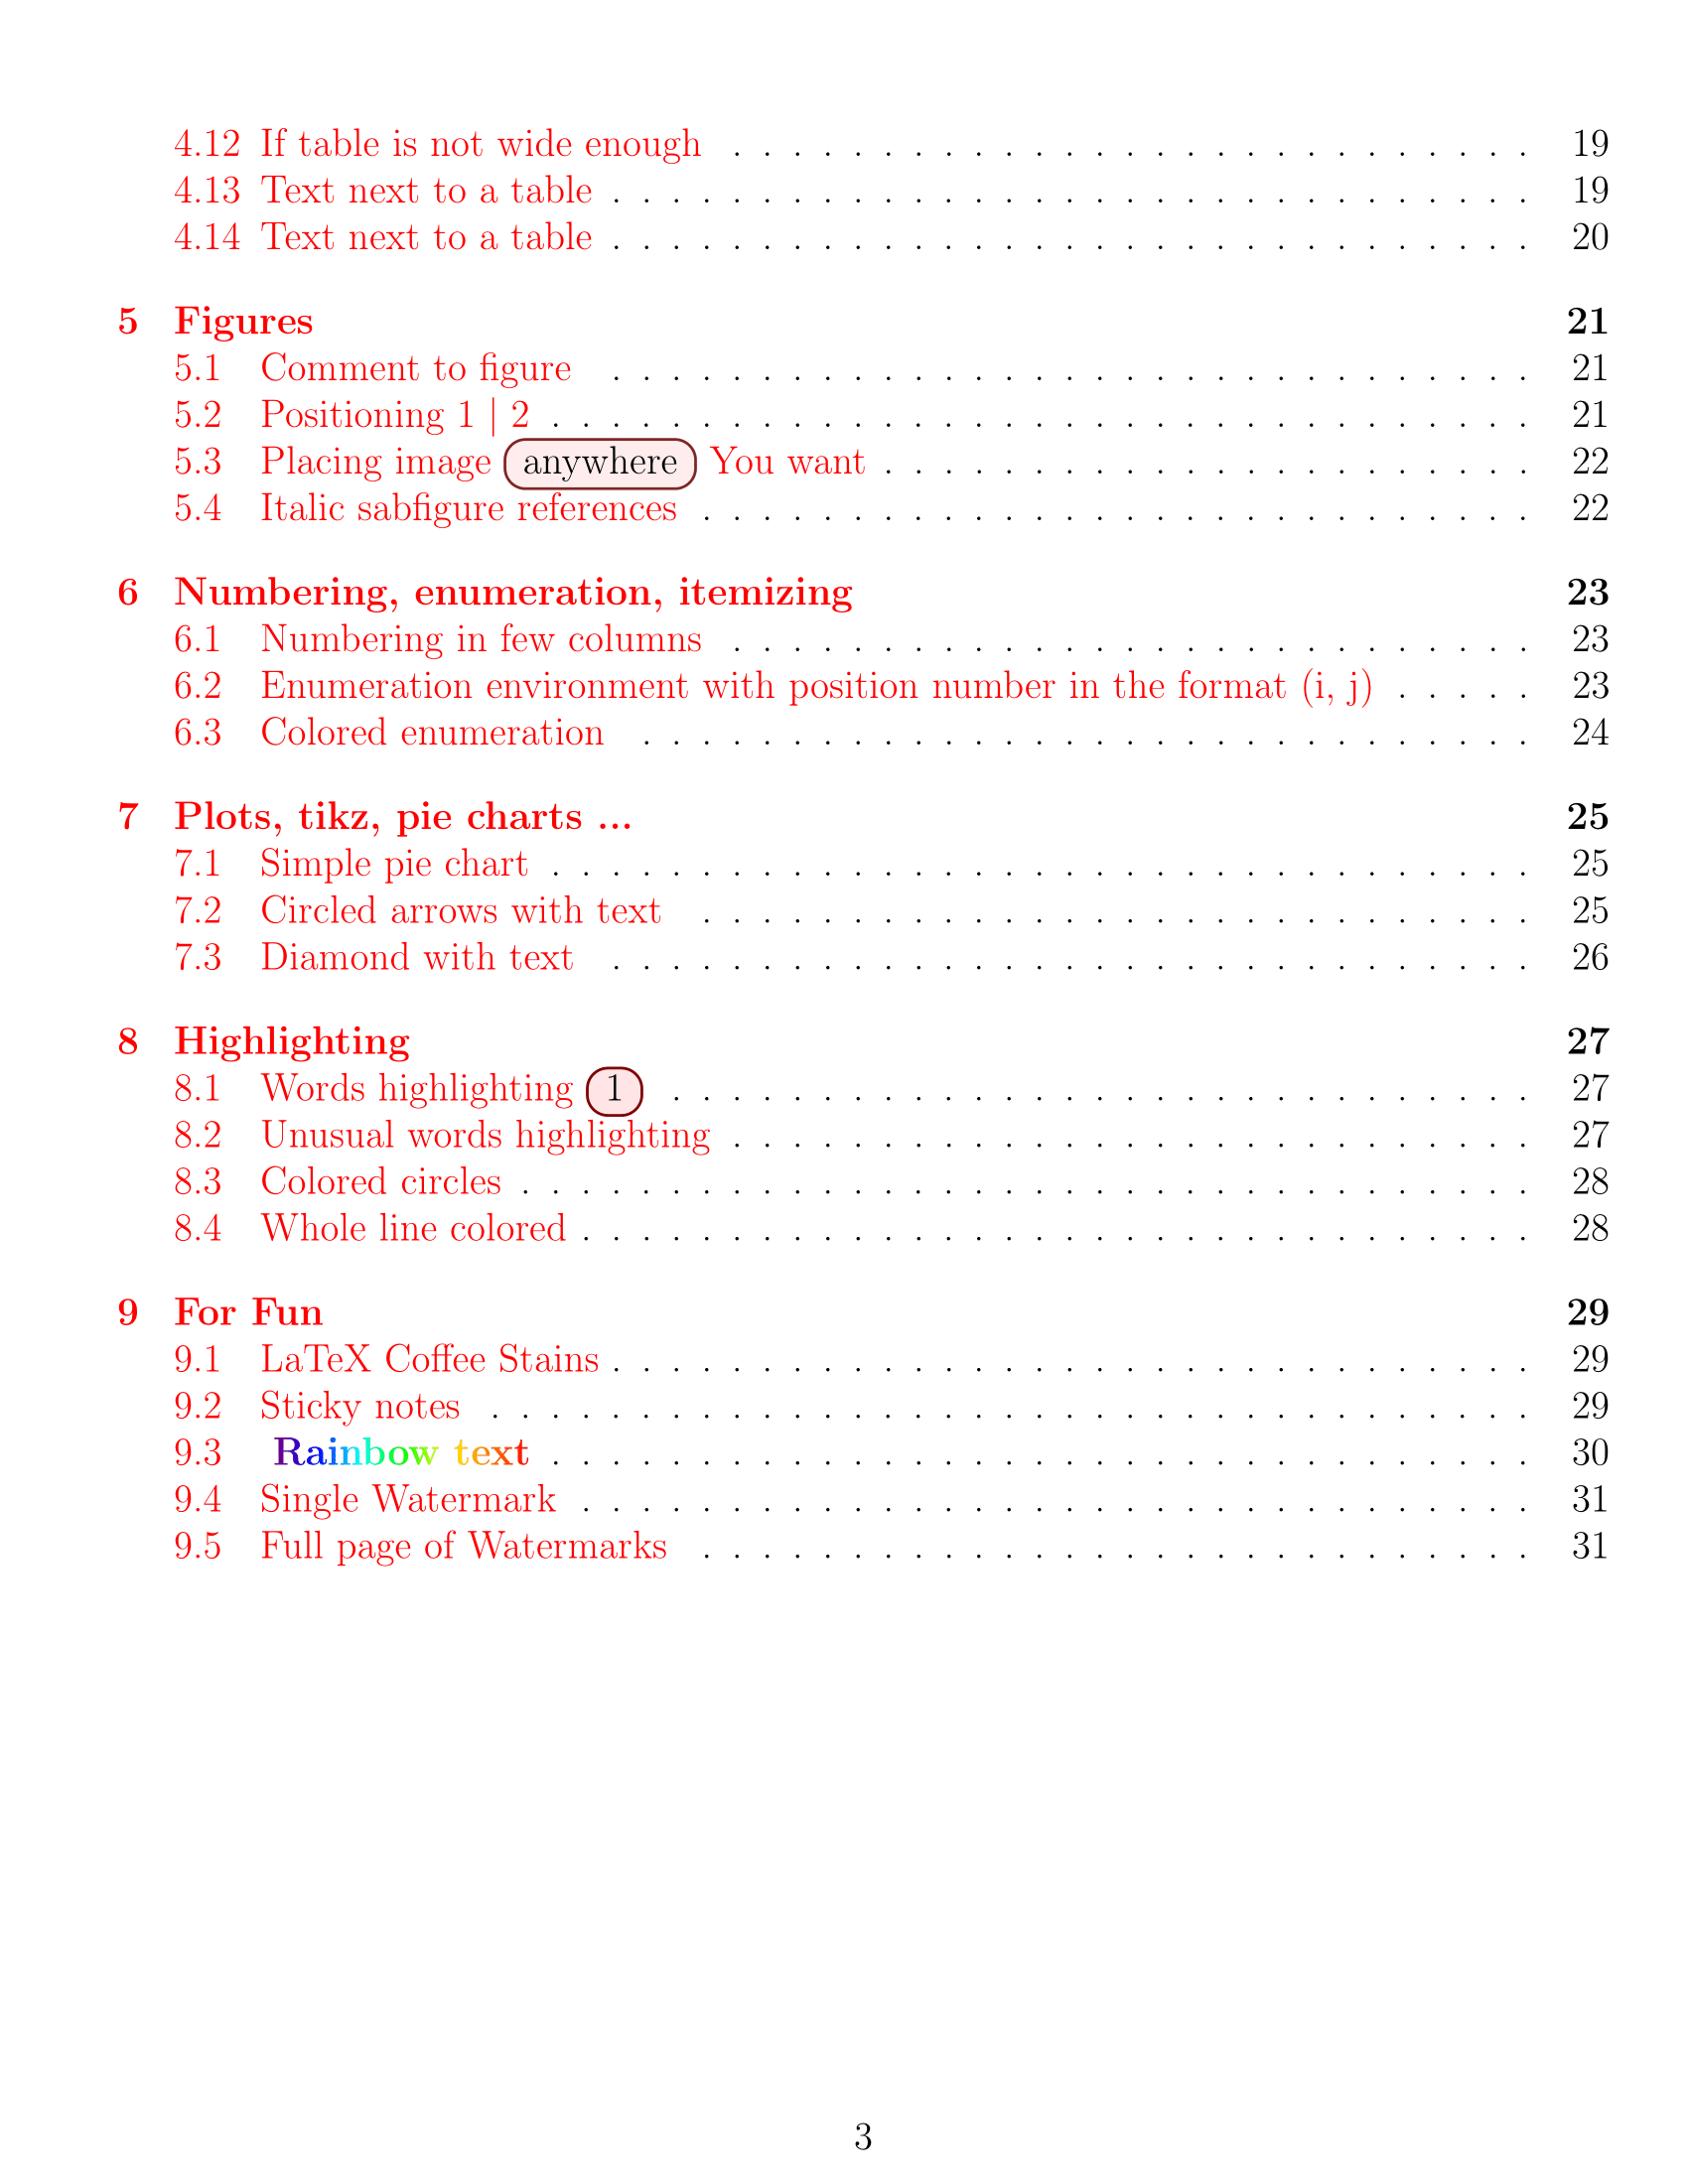 4.12 If table is not wide enough . . . . . . . . . . . . . . . . . . . . . . . . . . . 19
4.13 Text next to a table . . . . . . . . . . . . . . . . . . . . . . . . . . . . . . . 19
4.14 Text next to a table . . . . . . . . . . . . . . . . . . . . . . . . . . . . . . . 20
5 Figures 21
5.1 Comment to figure . . . . . . . . . . . . . . . . . . . . . . . . . . . . . . . 21
5.2 Positioning 1 | 2 . . . . . . . . . . . . . . . . . . . . . . . . . . . . . . . . . 21
5.3 Placing image anywhere You want . . . . . . . . . . . . . . . . . . . . . . 22
5.4 Italic sabfigure references . . . . . . . . . . . . . . . . . . . . . . . . . . . . 22
6 Numbering, enumeration, itemizing 23
6.1 Numbering in few columns . . . . . . . . . . . . . . . . . . . . . . . . . . . 23
6.2 Enumeration environment with position number in the format (i, j) . . . . . 23
6.3 Colored enumeration . . . . . . . . . . . . . . . . . . . . . . . . . . . . . . 24
7 Plots, tikz, pie charts ... 25
7.1 Simple pie chart . . . . . . . . . . . . . . . . . . . . . . . . . . . . . . . . . 25
7.2 Circled arrows with text . . . . . . . . . . . . . . . . . . . . . . . . . . . . 25
7.3 Diamond with text . . . . . . . . . . . . . . . . . . . . . . . . . . . . . . . 26
8 Highlighting 27
8.1 Words highlighting 1 . . . . . . . . . . . . . . . . . . . . . . . . . . . . . 27
8.2 Unusual words highlighting . . . . . . . . . . . . . . . . . . . . . . . . . . . 27
8.3 Colored circles . . . . . . . . . . . . . . . . . . . . . . . . . . . . . . . . . . 28
8.4 Whole line colored . . . . . . . . . . . . . . . . . . . . . . . . . . . . . . . . 28
9 For Fun 29
9.1 LaTeX Coffee Stains . . . . . . . . . . . . . . . . . . . . . . . . . . . . . . . 29
9.2 Sticky notes . . . . . . . . . . . . . . . . . . . . . . . . . . . . . . . . . . . 29
9.3 Rainbow text . . . . . . . . . . . . . . . . . . . . . . . . . . . . . . . . . 30
9.4 Single Watermark . . . . . . . . . . . . . . . . . . . . . . . . . . . . . . . . 31
9.5 Full page of Watermarks . . . . . . . . . . . . . . . . . . . . . . . . . . . . 31
3